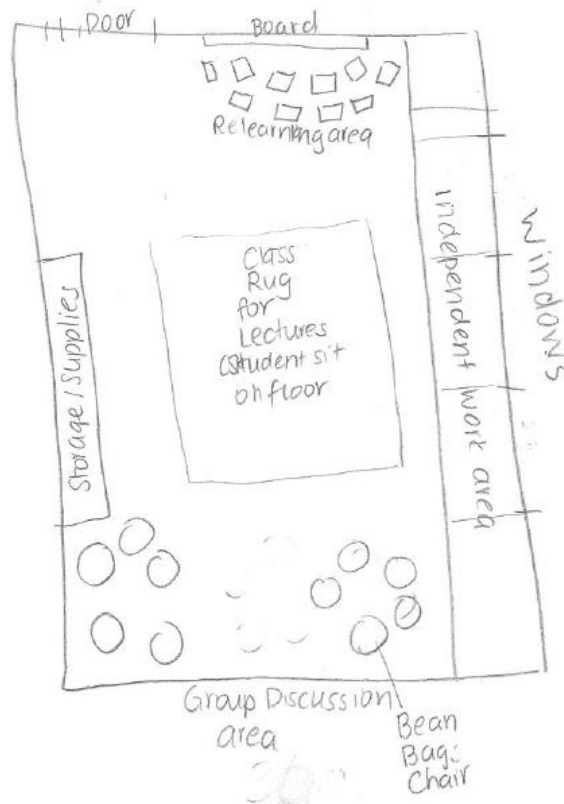 Door
Board
Relearning area
Class
Rug
for
Lectures
(Student sit
on floor
Storage/Supplies
independent work area
Windows
Group Discussion
area
Bean
Bag:
Chair